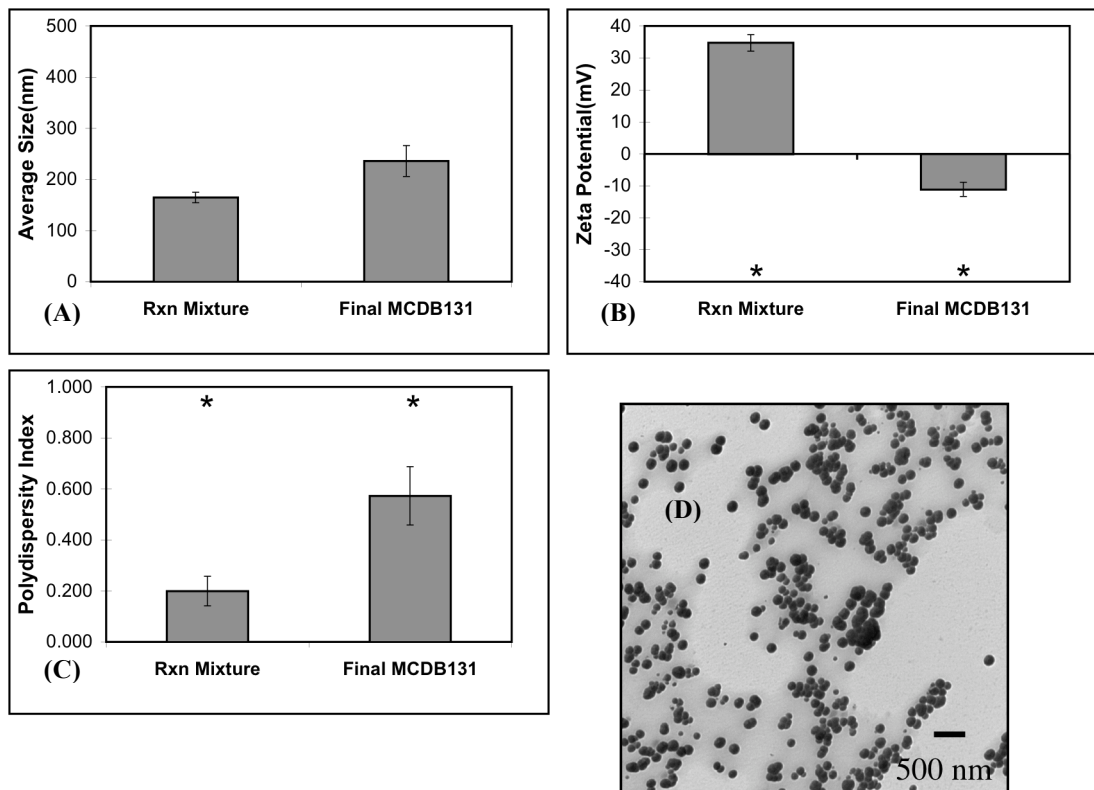 500
400
300
200
100
0
Average Size(nm)
Rxn Mixture
Final MCDB131
(A)
40
30
20
10
0
-10
-20
-30
-40
Zeta Potential(mV)
*
*
Rxn Mixture
Final MCDB131
(B)
1.000
0.800
0.600
0.400
0.200
0.000
Polydispersity Index
*
*
Rxn Mixture
Final MCDB131
(C)
(D)
500 nm